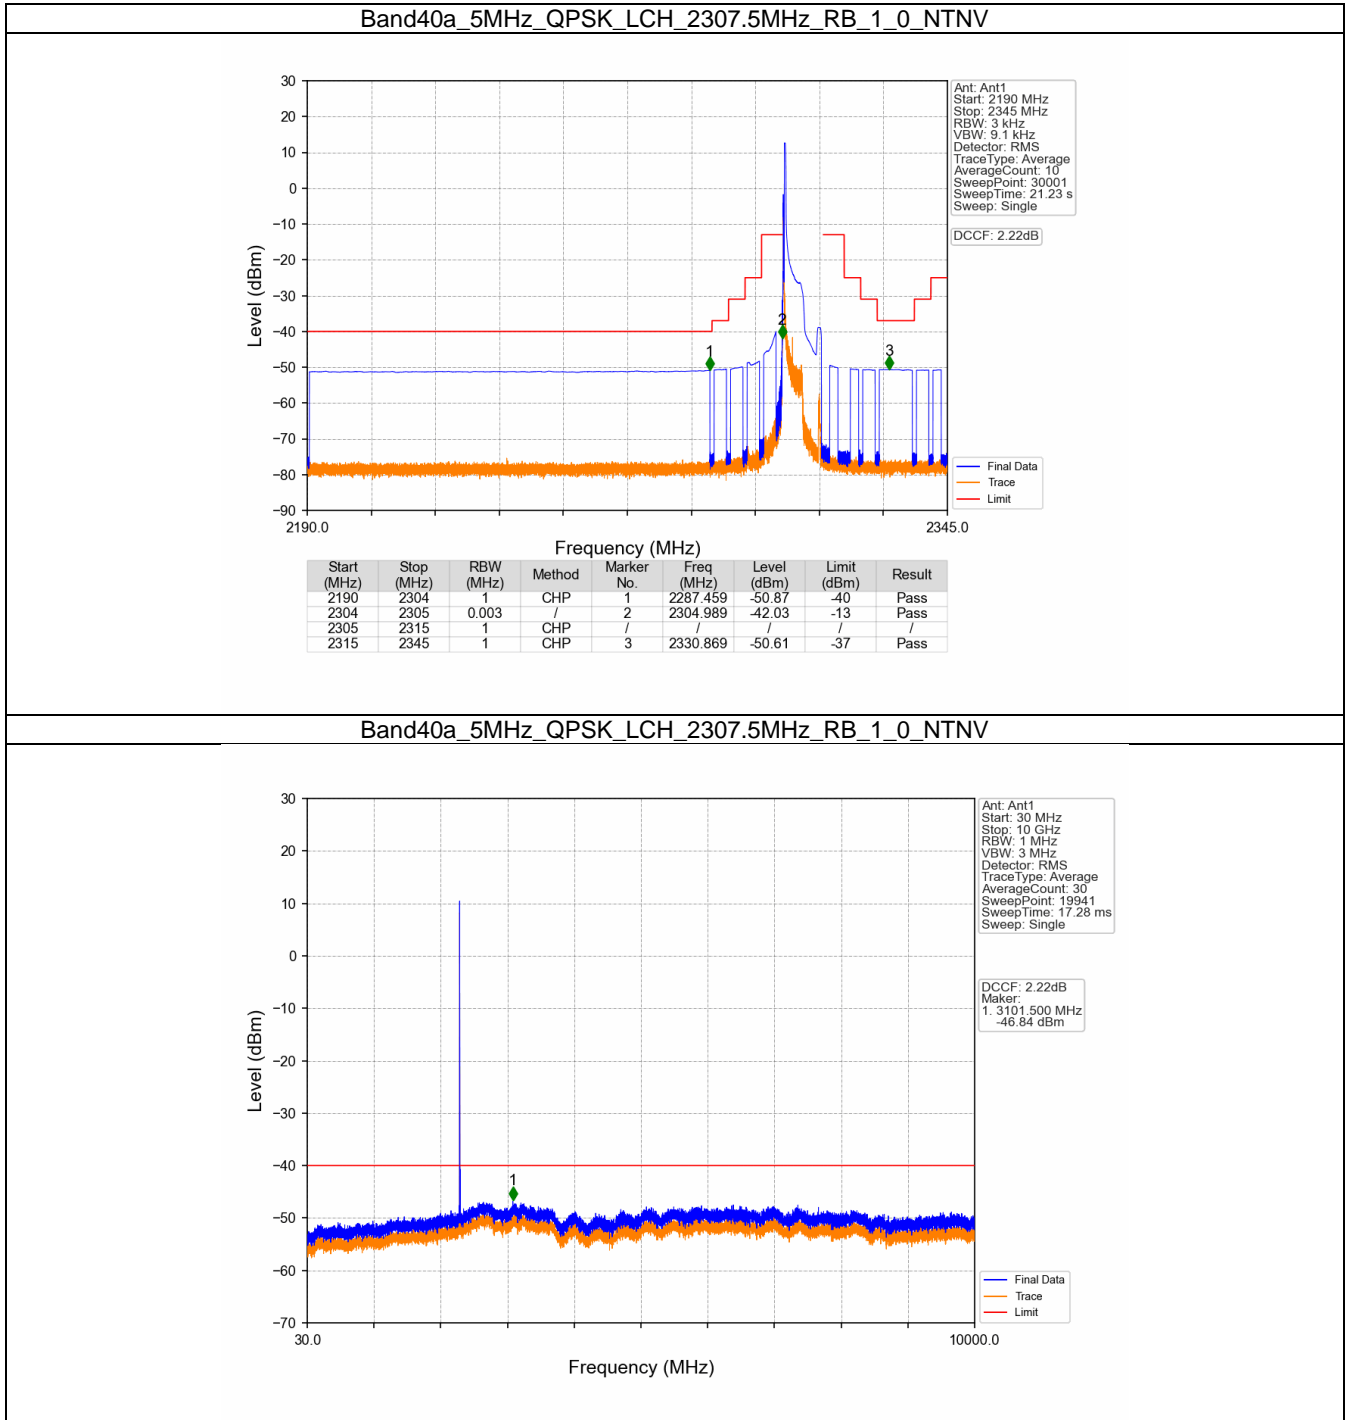 Band40a_5MHz_QPSK_LCH_2307.5MHz_RB_1_0_NTNV
30
20
10
0
−10
−20
−30
−40
−50
−60
−70
−80
−90
Level (dBm)
2190.0
2345.0
Frequency (MHz)
1
2
3
Ant: Ant1
Start: 2190 MHz
Stop: 2345 MHz
RBW: 3 kHz
VBW: 9.1 kHz
Detector: RMS
TraceType: Average
AverageCount: 10
SweepPoint: 30001
SweepTime: 21.23 s
Sweep: Single
DCCF: 2.22dB
Final Data
Trace
Limit
Start (MHz) Stop (MHz) RBW (MHz) Method Marker No. Freq (MHz) Level (dBm) Limit (dBm) Result
2190 2304 1 CHP 1 2287.459 -50.87 -40 Pass
2304 2305 0.003 / 2 2304.989 -42.03 -13 Pass
2305 2315 1 CHP / / / / /
2315 2345 1 CHP 3 2330.869 -50.61 -37 Pass
Band40a_5MHz_QPSK_LCH_2307.5MHz_RB_1_0_NTNV
30
20
10
0
−10
−20
−30
−40
−50
−60
−70
Level (dBm)
30.0
10000.0
Frequency (MHz)
1
Ant: Ant1
Start: 30 MHz
Stop: 10 GHz
RBW: 1 MHz
VBW: 3 MHz
Detector: RMS
TraceType: Average
AverageCount: 30
SweepPoint: 19941
SweepTime: 17.28 ms
Sweep: Single
DCCF: 2.22dB
Maker:
1. 3101.500 MHz
-46.84 dBm
Final Data
Trace
Limit